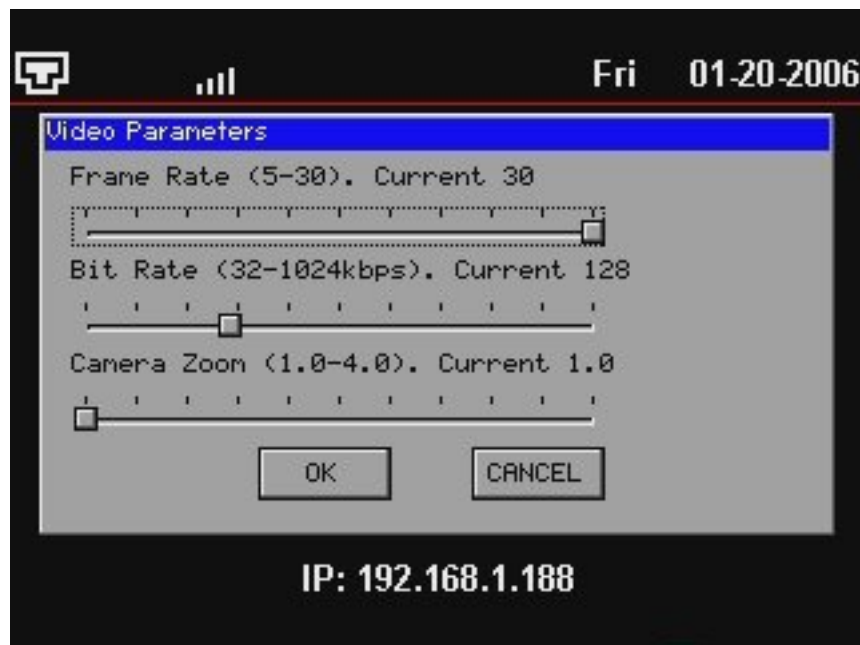 Fri 01-20-2006
Video Parameters
Frame Rate (5-30). Current 30
Bit Rate (32-1024kbps). Current 128
Camera Zoom (1.0-4.0). Current 1.0
OK CANCEL
IP: 192.168.1.188